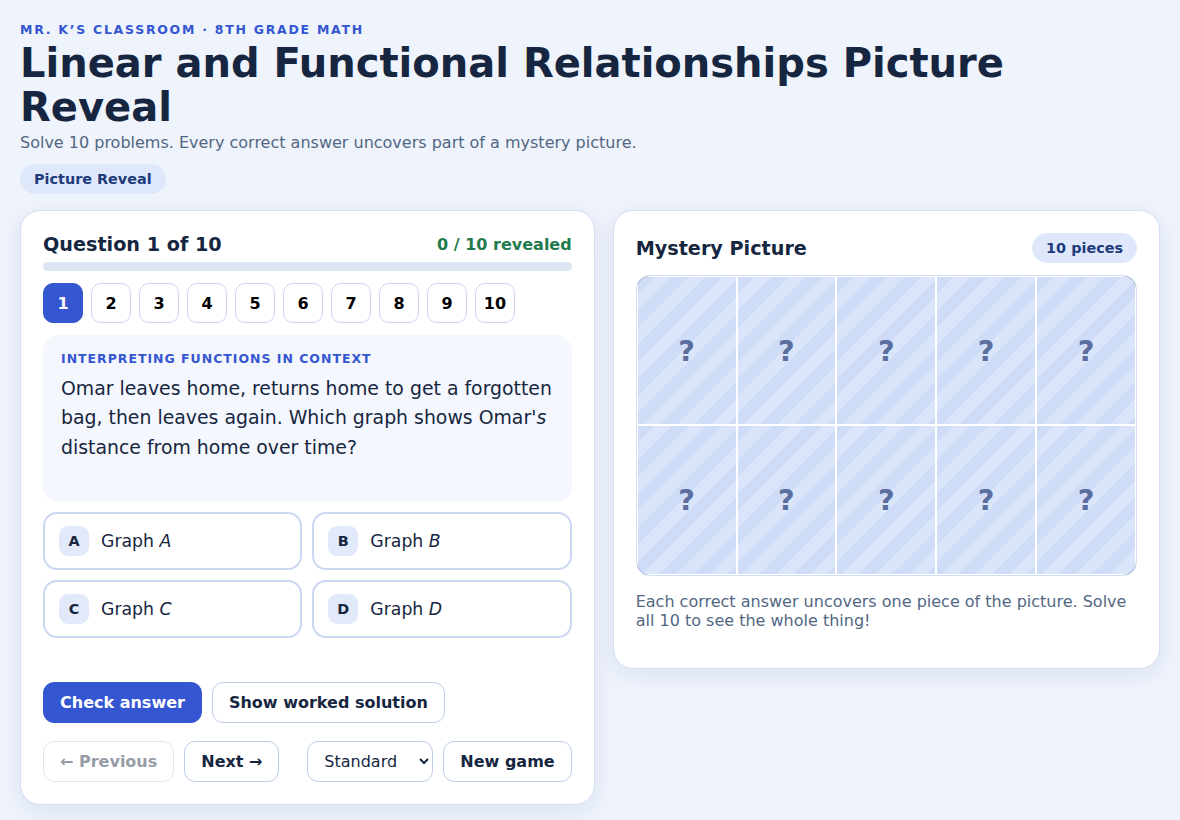 MR. K’S CLASSROOM · 8TH GRADE MATH
Linear and Functional Relationships Picture
Reveal
Solve 10 problems. Every correct answer uncovers part of a mystery picture.
Picture Reveal
Question 1 of 10
0 / 10 revealed
1 2 3 4 5 6 7 8 9 10
INTERPRETING FUNCTIONS IN CONTEXT
Omar leaves home, returns home to get a forgotten
bag, then leaves again. Which graph shows Omar's
distance from home over time?
A Graph A
B Graph B
C Graph C
D Graph D
Check answer
Show worked solution
← Previous
Next →
Standard
New game
Mystery Picture
10 pieces
? ? ? ? ?
? ? ? ? ?
Each correct answer uncovers one piece of the picture. Solve
all 10 to see the whole thing!